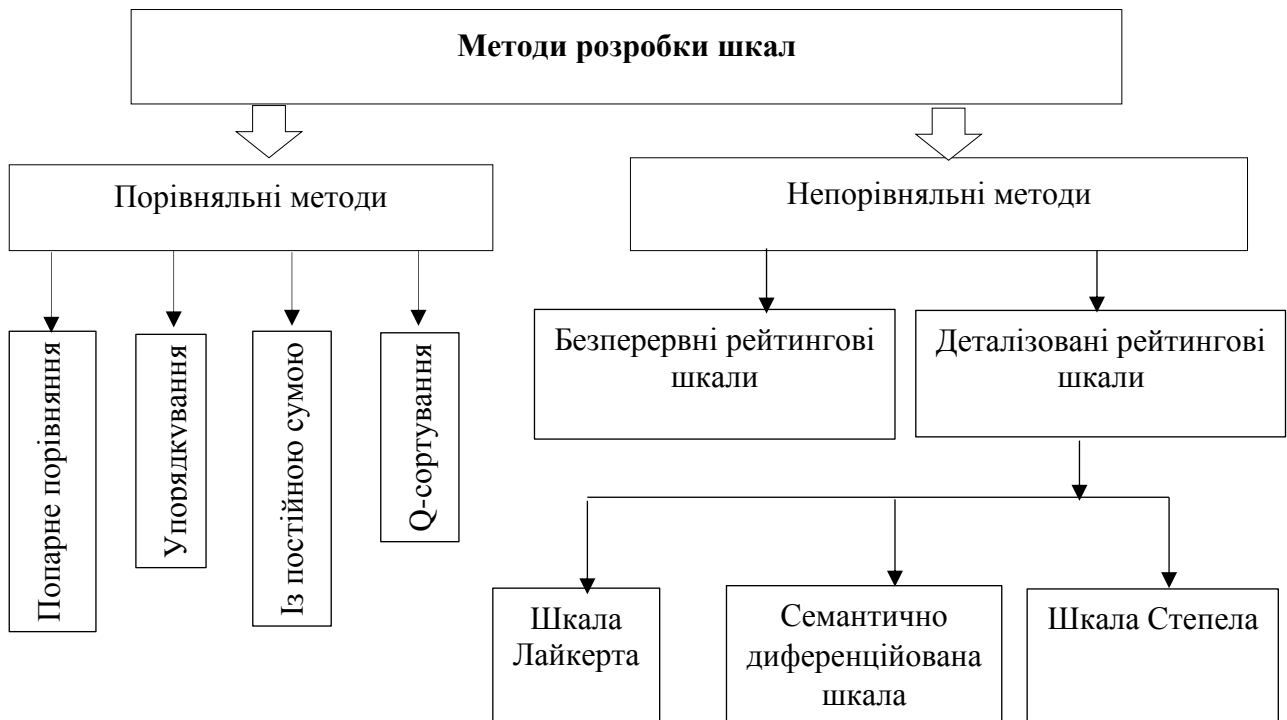 Методи розробки шкал
Порівняльні методи
Непорівняльні методи
Попарне порівняння
Упорядкування
Із постійною сумою
Q-сортування
Безперервні рейтингові
шкали
Деталізовані рейтингові
шкали
Шкала
Лайкерта
Семантично
диференційована
шкала
Шкала Степела